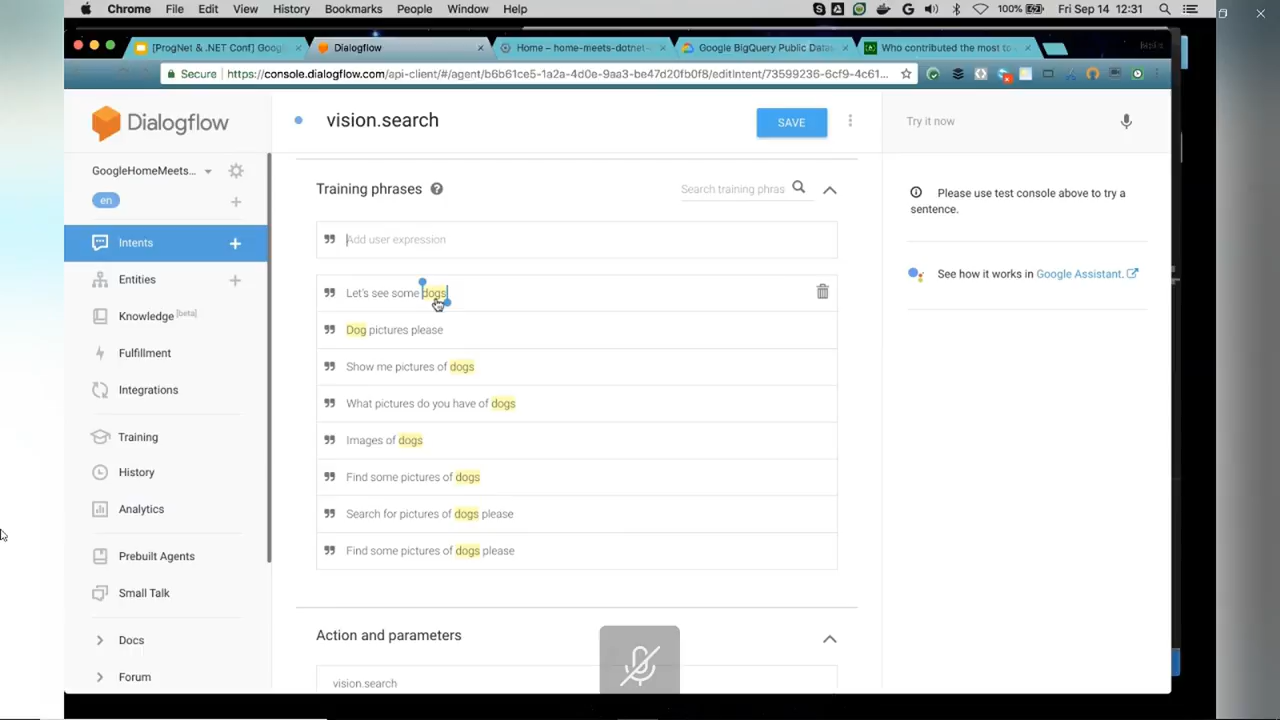 Chrome File Edit View History Bookmarks People Window Help 100% Fri Sep 14 12:31
[ProgNet & .NET Conf] Goog Dialogflow Home – home-meets-dotnet- Google BigQuery Public Data Who contributed the most to
Secure https://console.dialogflow.com/api-client/#/agent/b6b61ce5-1a2a-4d0e-9aa3-be47d20fb0f8/editIntent/73599236-6cf9-4c61...
Dialogflow
GoogleHomeMeets...
en
Intents
Entities
Knowledge [beta]
Fulfillment
Integrations
Training
History
Analytics
Prebuilt Agents
Small Talk
Docs
Forum
vision.search
SAVE
Training phrases
Search training phras
Add user expression
Let's see some dogs
Dog pictures please
Show me pictures of dogs
What pictures do you have of dogs
Images of dogs
Find some pictures of dogs
Search for pictures of dogs please
Find some pictures of dogs please
Action and parameters
vision.search
Try it now
Please use test console above to try a
sentence.
See how it works in Google Assistant.